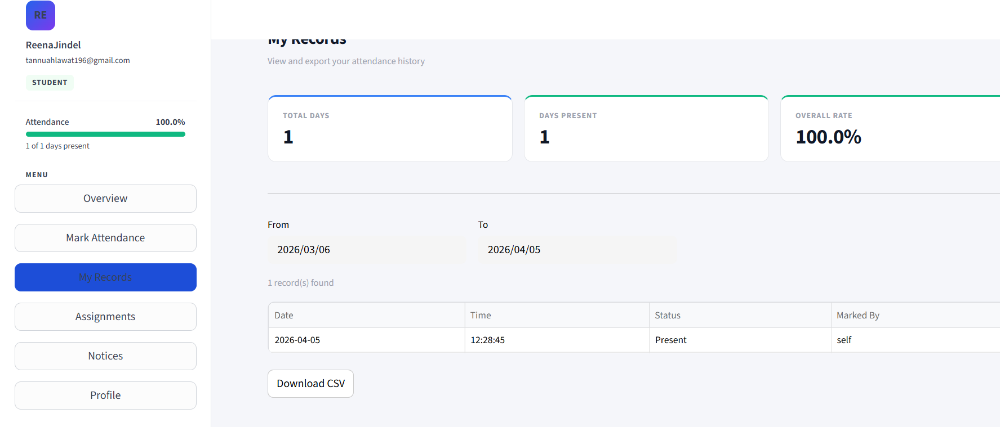 RE
ReenaJindel
tannuahlawat196@gmail.com
STUDENT
Attendance 100.0%
1 of 1 days present
MENU
Overview
Mark Attendance
My Records
Assignments
Notices
Profile
My Records
View and export your attendance history
TOTAL DAYS
1
DAYS PRESENT
1
OVERALL RATE
100.0%
From To
2026/03/06 2026/04/05
1 record(s) found
Date Time Status Marked By
2026-04-05 12:28:45 Present self
Download CSV